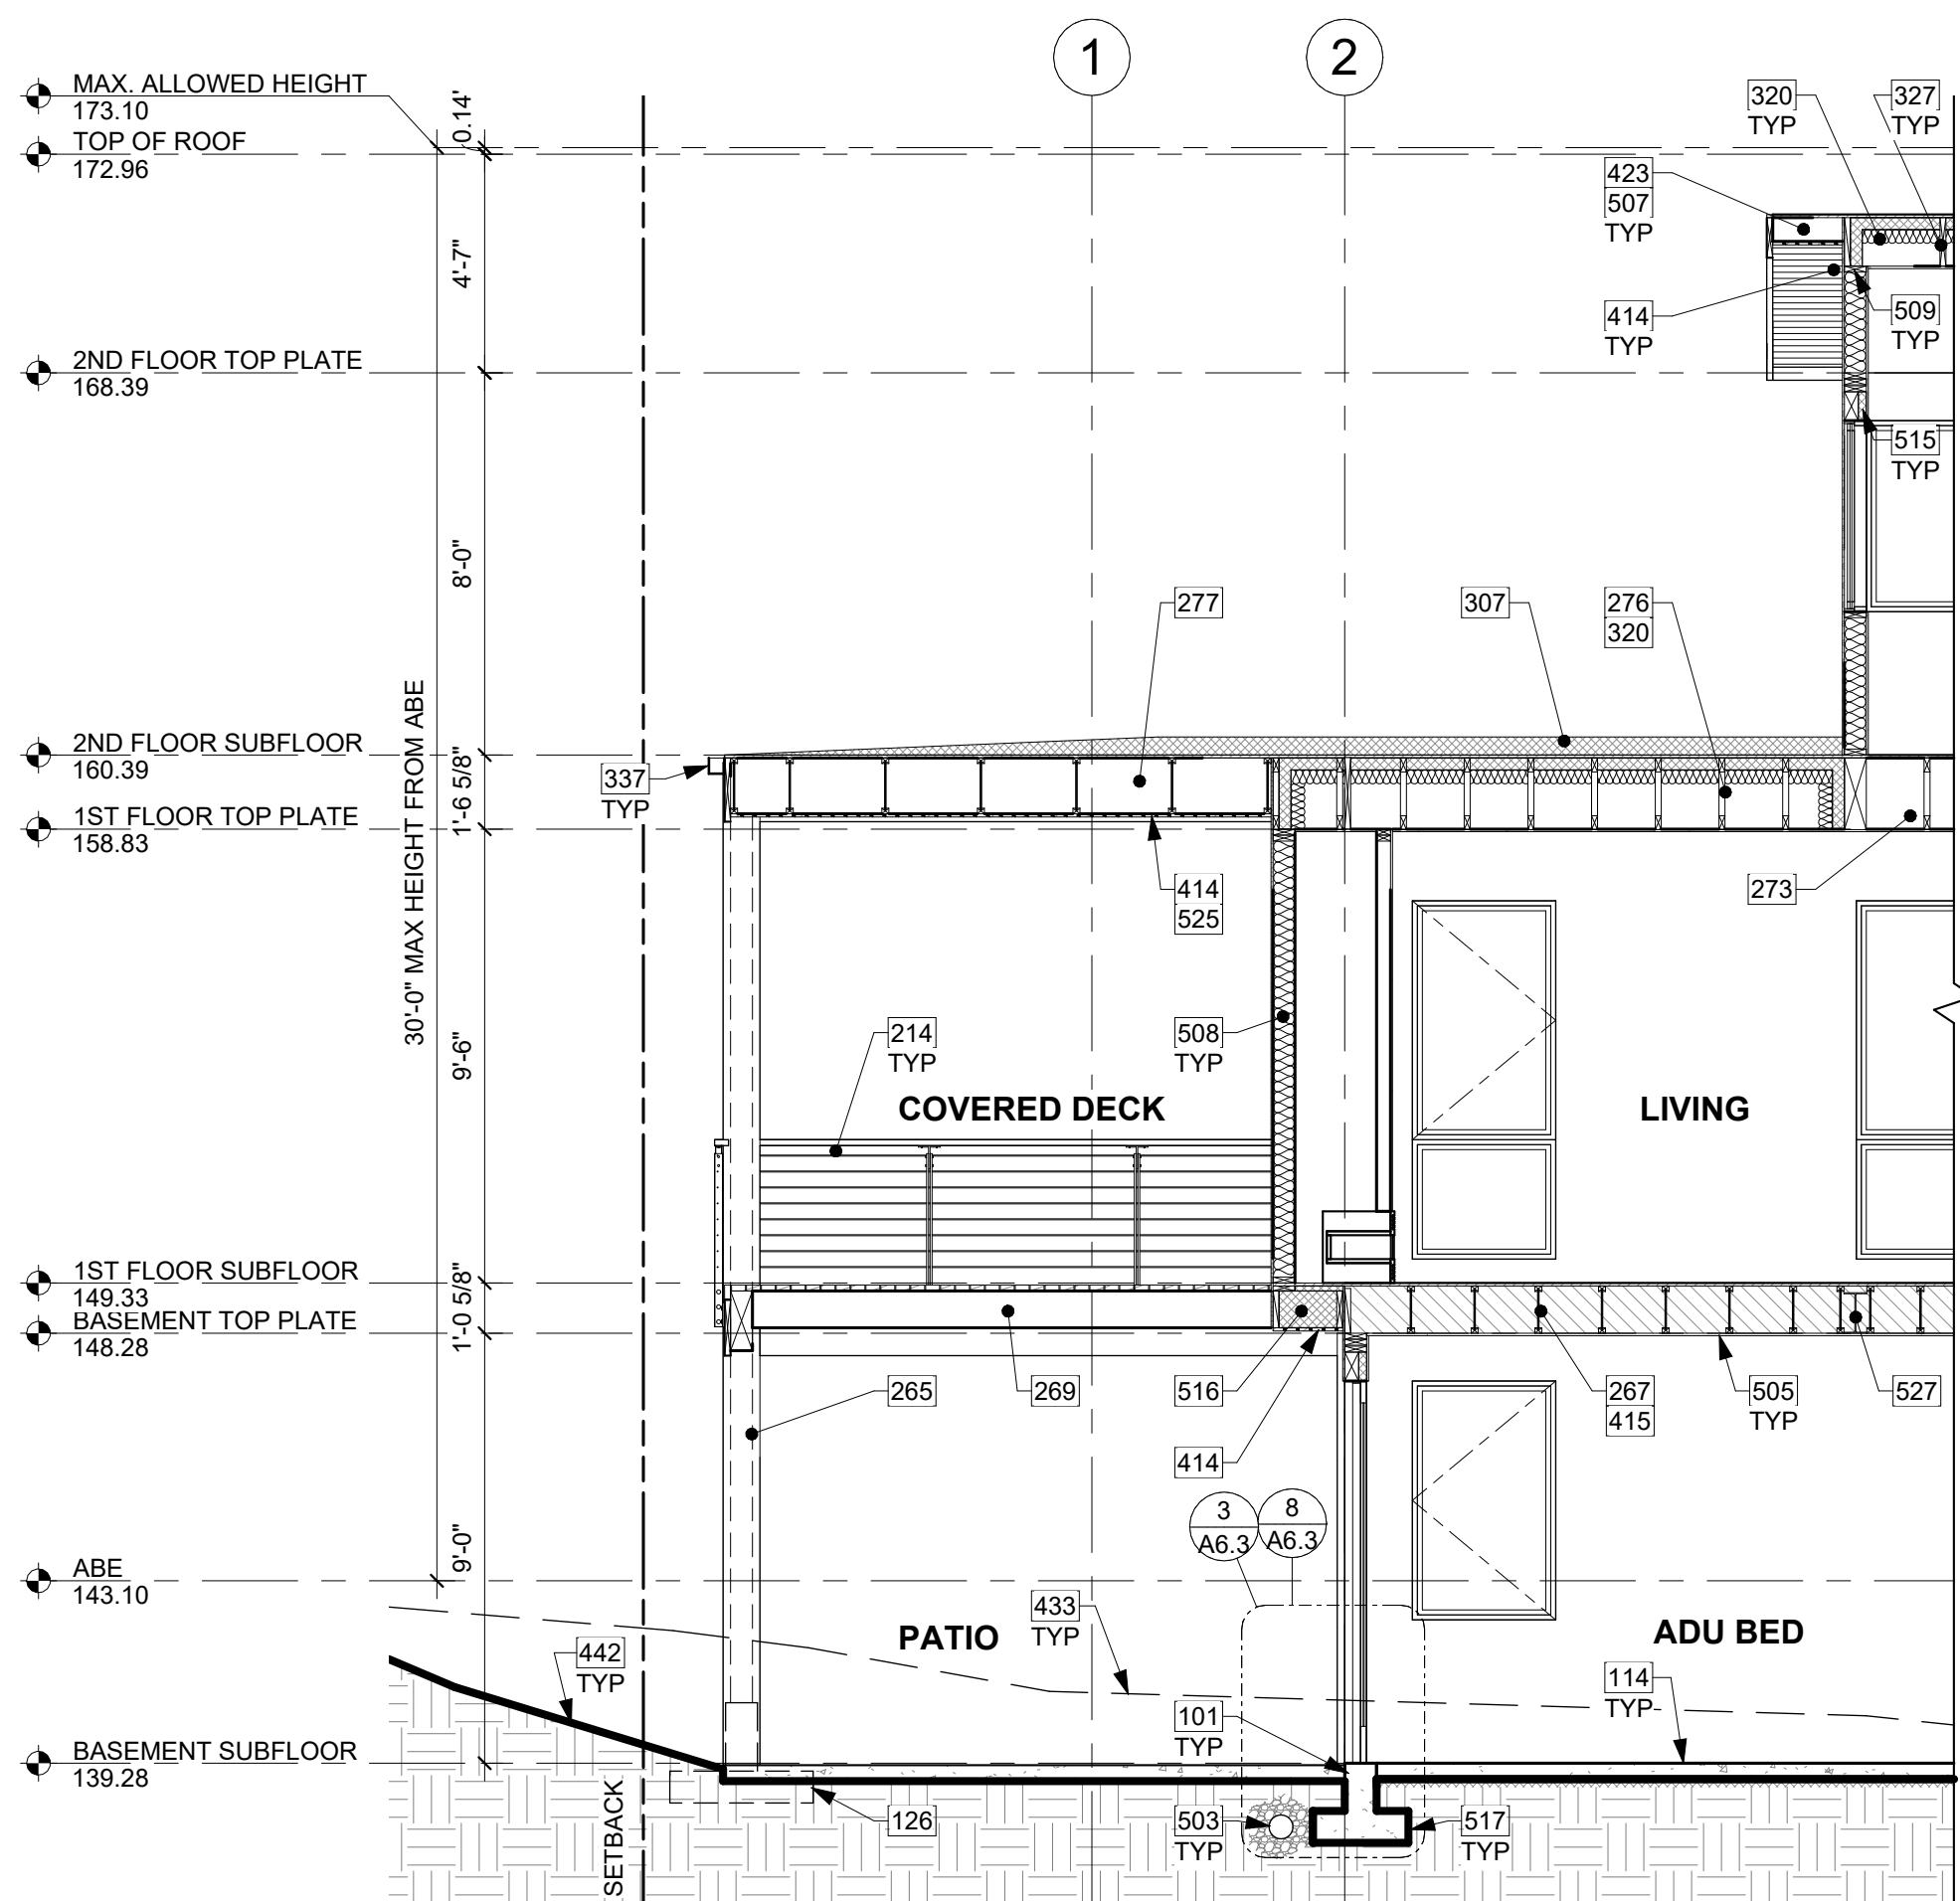 1
2
MAX. ALLOWED HEIGHT
173.10
TOP OF ROOF
172.96
0.14'
320
TYP
327
TYP
423
507
TYP
4'-7"
414
TYP
509
TYP
2ND FLOOR TOP PLATE
168.39
515
TYP
8'-0"
277
307
276
320
30'-0" MAX HEIGHT FROM ABE
2ND FLOOR SUBFLOOR
160.39
337
TYP
1'-6 5/8"
1ST FLOOR TOP PLATE
158.83
414
525
273
9'-6"
214
TYP
508
TYP
COVERED DECK
LIVING
1ST FLOOR SUBFLOOR
149.33
BASEMENT TOP PLATE
148.28
1'-0 5/8"
265
269
516
267
415
505
TYP
527
414
3
A6.3
8
A6.3
9'-0"
ABE
143.10
433
TYP
PATIO
ADU BED
442
TYP
114
TYP
101
TYP
BASEMENT SUBFLOOR
139.28
SETBACK
126
503
TYP
517
TYP